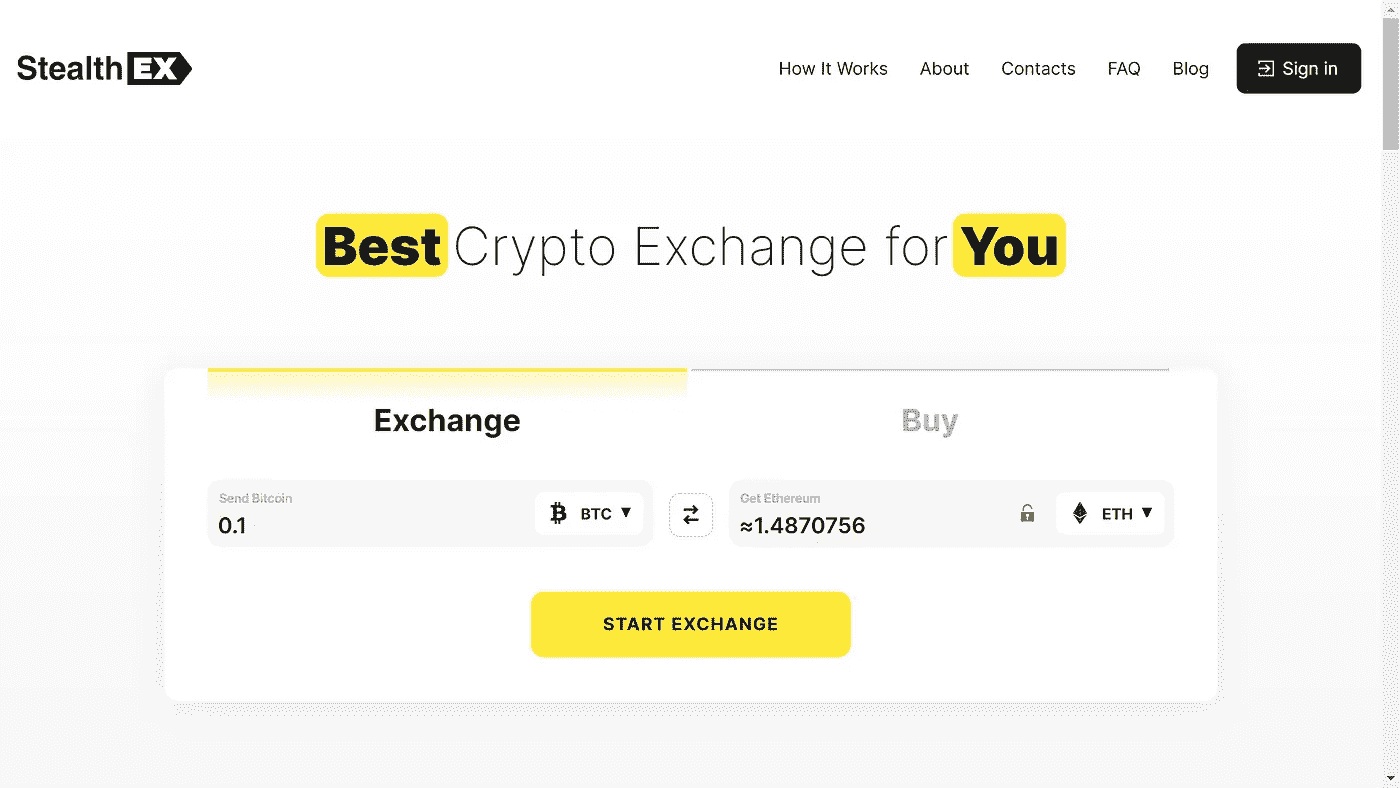 StealthEX
How It Works About Contacts FAQ Blog Sign in
Best Crypto Exchange for You
Exchange
Buy
Send Bitcoin
0.1
BTC
Get Ethereum
≈1.4870756
ETH
START EXCHANGE